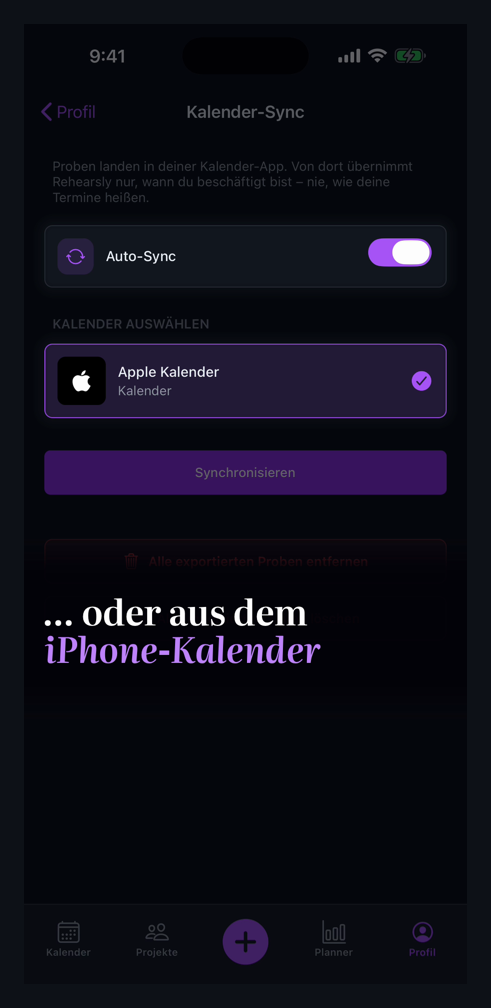 9:41
Profil
Kalender-Sync
Proben landen in deiner Kalender-App. Von dort übernimmt
Rehearsly nur, wann du beschäftigt bist – nie, wie deine
Termine heißen.
Auto-Sync
KALENDER AUSWÄHLEN
Apple Kalender
Kalender
Synchronisieren
Alle exportierten Proben entfernen
... oder aus dem
iPhone-Kalender
Kalender
Projekte
Planner
Profil